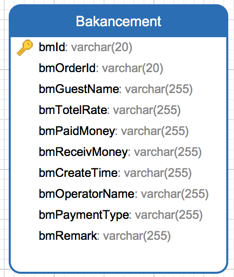 Bakancement
bmId: varchar(20)
bmOrderId: varchar(20)
bmGuestName: varchar(255)
bmTotelRate: varchar(255)
bmPaidMoney: varchar(255)
bmReceivMoney: varchar(255)
bmCreateTime: varchar(255)
bmOperatorName: varchar(255)
bmPaymentType: varchar(255)
bmRemark: varchar(255)